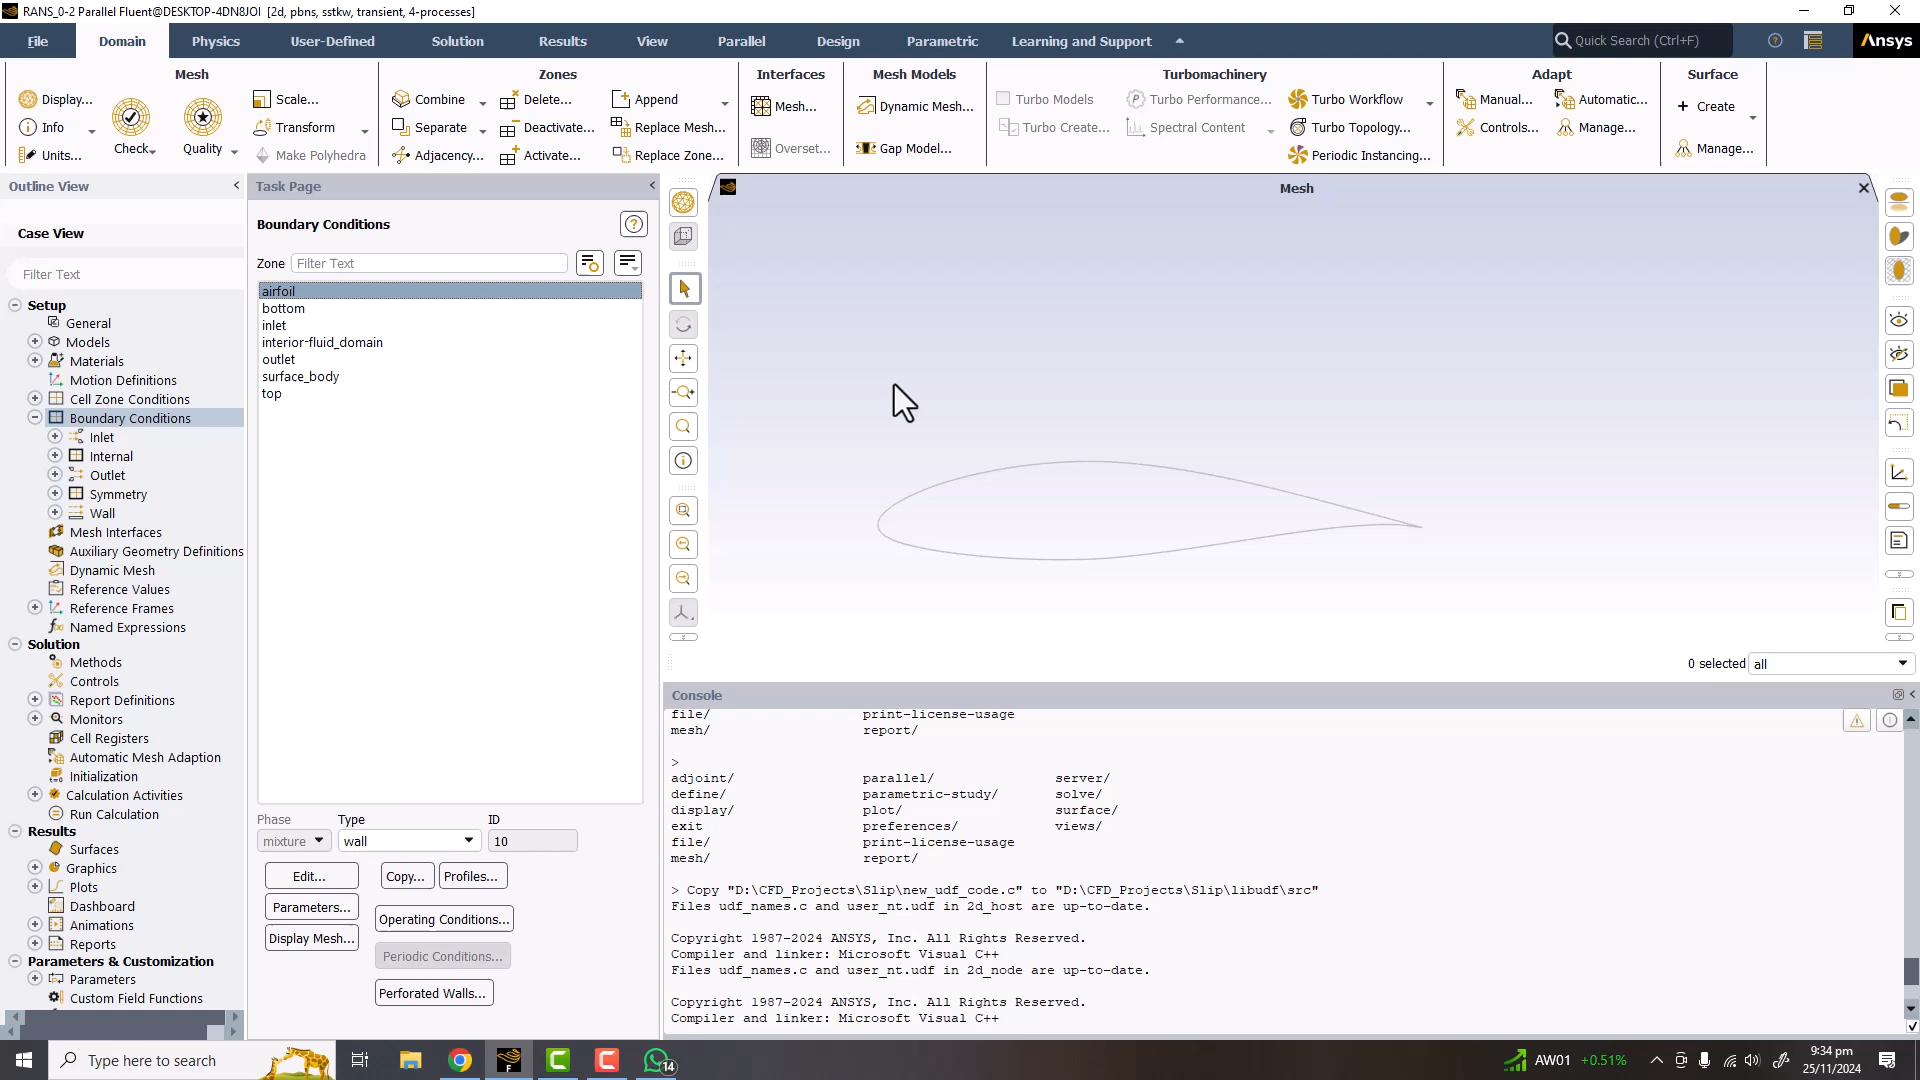 RANS_0-2 Parallel Fluent@DESKTOP-4DN8JOI [2d, pbns, sstkw, transient, 4-processes]
File Domain Physics User-Defined Solution Results View Parallel Design Parametric Learning and Support Quick Search (Ctrl+F) Ansys
Mesh Zones Interfaces Mesh Models Turbomachinery Adapt Surface
Display... Scale... Combine Delete... Append Mesh... Dynamic Mesh... Turbo Models Turbo Performance... Turbo Workflow Manual... Automatic... + Create
Info Transform Separate Deactivate... Replace Mesh... Turbo Create... Spectral Content Turbo Topology... Controls... Manage...
Units... Check Quality Make Polyhedra Adjacency... Activate... Replace Zone... Overset... Gap Model... Periodic Instancing... Manage...
Outline View
Case View
Filter Text
Setup
General
Models
Materials
Motion Definitions
Cell Zone Conditions
Boundary Conditions
Inlet
Internal
Outlet
Symmetry
Wall
Mesh Interfaces
Auxiliary Geometry Definitions
Dynamic Mesh
Reference Values
Reference Frames
Named Expressions
Solution
Methods
Controls
Report Definitions
Monitors
Cell Registers
Automatic Mesh Adaption
Initialization
Calculation Activities
Run Calculation
Results
Surfaces
Graphics
Plots
Dashboard
Animations
Reports
Parameters & Customization
Parameters
Custom Field Functions
Task Page
Boundary Conditions
Zone Filter Text
airfoil
bottom
inlet
interior-fluid_domain
outlet
surface_body
top
Phase Type ID
mixture wall 10
Edit... Copy... Profiles...
Parameters... Operating Conditions...
Display Mesh... Periodic Conditions...
Perforated Walls...
Mesh
0 selected all
Console
file/ print-license-usage
mesh/ report/
>
adjoint/ parallel/ server/
define/ parametric-study/ solve/
display/ plot/ surface/
exit preferences/ views/
file/ print-license-usage
mesh/ report/
> Copy "D:\CFD_Projects\Slip\new_udf_code.c" to "D:\CFD_Projects\Slip\libudf\src"
Files udf_names.c and user_nt.udf in 2d_host are up-to-date.
Copyright 1987-2024 ANSYS, Inc. All Rights Reserved.
Compiler and linker: Microsoft Visual C++
Files udf_names.c and user_nt.udf in 2d_node are up-to-date.
Copyright 1987-2024 ANSYS, Inc. All Rights Reserved.
Compiler and linker: Microsoft Visual C++
Type here to search F 14 AW01 +0.51% 9:34 pm
25/11/2024